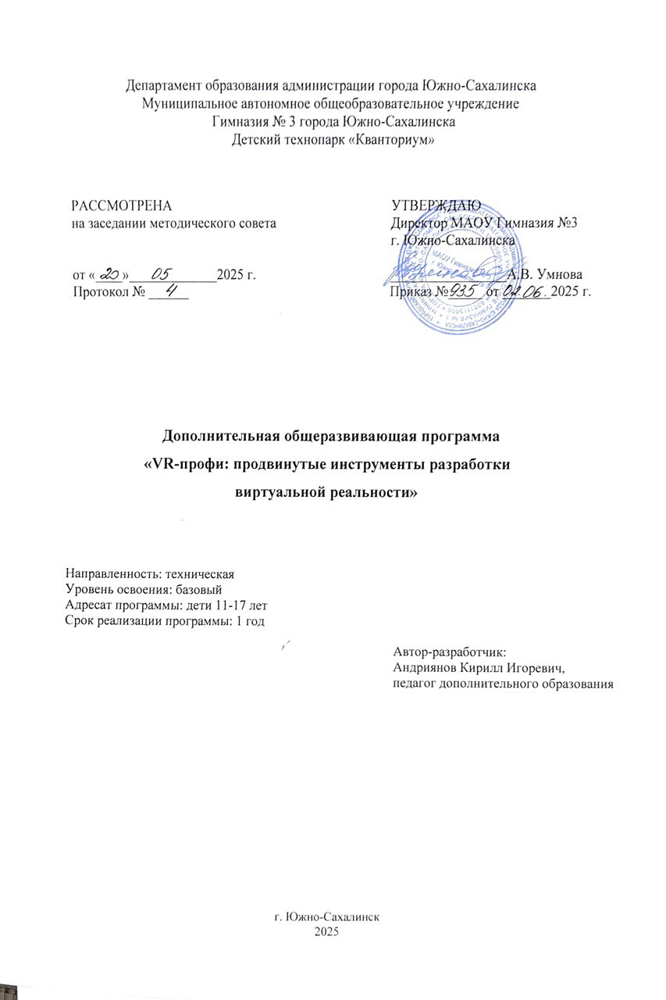 Департамент образования администрации города Южно-Сахалинска
Муниципальное автономное общеобразовательное учреждение
Гимназия № 3 города Южно-Сахалинска
Детский технопарк «Кванториум»
РАССМОТРЕНА
на заседании методического совета
от «20» 05 2025 г.
Протокол № 4
УТВЕРЖДАЮ
Директор МАОУ Гимназия №3
г. Южно-Сахалинска
А.В. Умнова
Приказ № 935 от 02.06. 2025 г.
МАОУ Гимназия
Дополнительная общеразвивающая программа
«VR-профи: продвинутые инструменты разработки
виртуальной реальности»
Направленность: техническая
Уровень освоения: базовый
Адресат программы: дети 11-17 лет
Срок реализации программы: 1 год
Автор-разработчик:
Андриянов Кирилл Игоревич,
педагог дополнительного образования
г. Южно-Сахалинск
2025